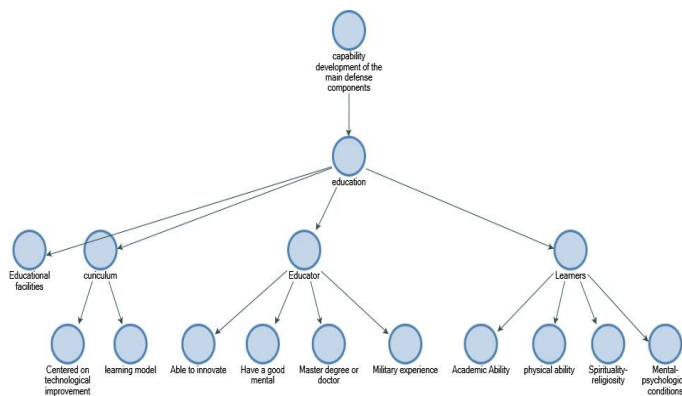 capability
development of the
main defense
components
education
Educational
facilities
curiculum
Educator
Learners
Centered on
technological
improvement
learning model
Able to innovate
Have a good
mental
Master degree or
doctor
Military experience
Academic Ability
physical ability
Spirituality-
religiosity
Mental-
psychologic
conditions